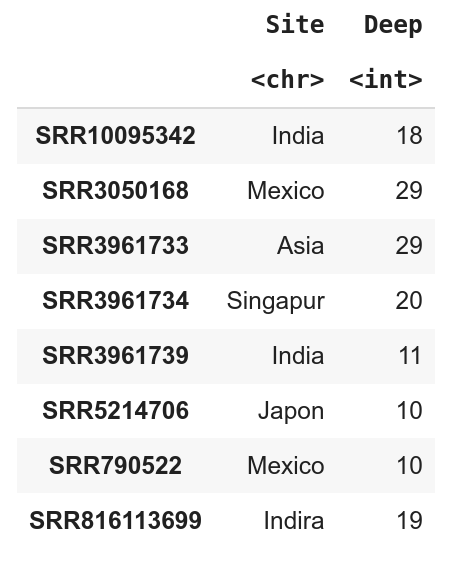 Site Deep
<chr> <int>
SRR10095342 India 18
SRR3050168 Mexico 29
SRR3961733 Asia 29
SRR3961734 Singapur 20
SRR3961739 India 11
SRR5214706 Japon 10
SRR790522 Mexico 10
SRR816113699 Indira 19